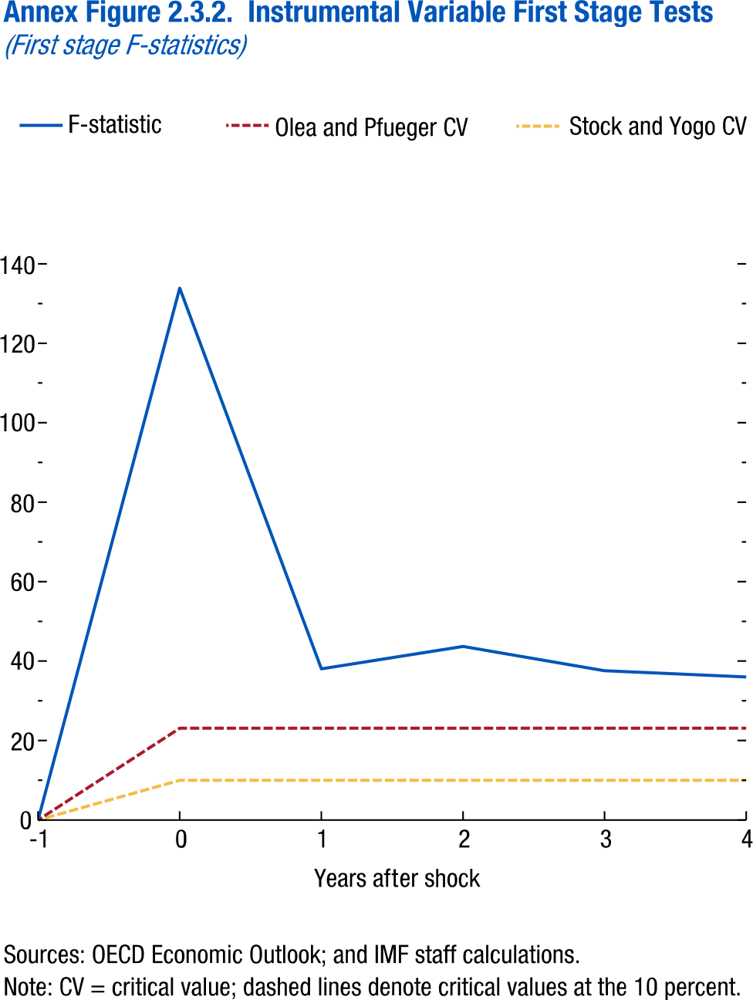 Annex Figure 2.3.2. Instrumental Variable First Stage Tests
(First stage F-statistics)
F-statistic
Olea and Pfueger CV
Stock and Yogo CV
140
120
100
80
60
40
20
0
-1 0 1 2 3 4
Years after shock
Sources: OECD Economic Outlook; and IMF staff calculations.
Note: CV = critical value; dashed lines denote critical values at the 10 percent.